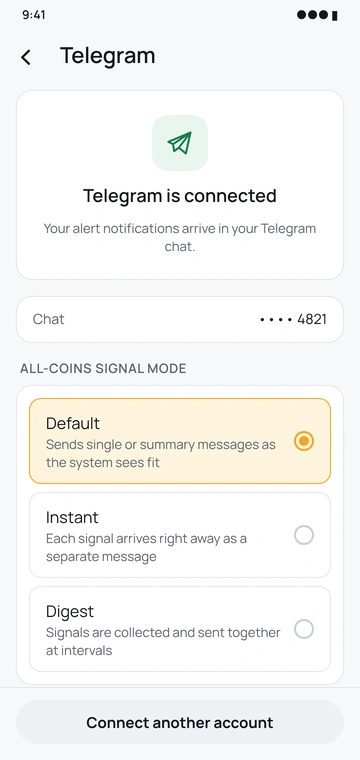 9:41
Telegram
Telegram is connected
Your alert notifications arrive in your Telegram
chat.
Chat
•••• 4821
ALL-COINS SIGNAL MODE
Default
Sends single or summary messages as
the system sees fit
Instant
Each signal arrives right away as a
separate message
Digest
Signals are collected and sent together
at intervals
Connect another account